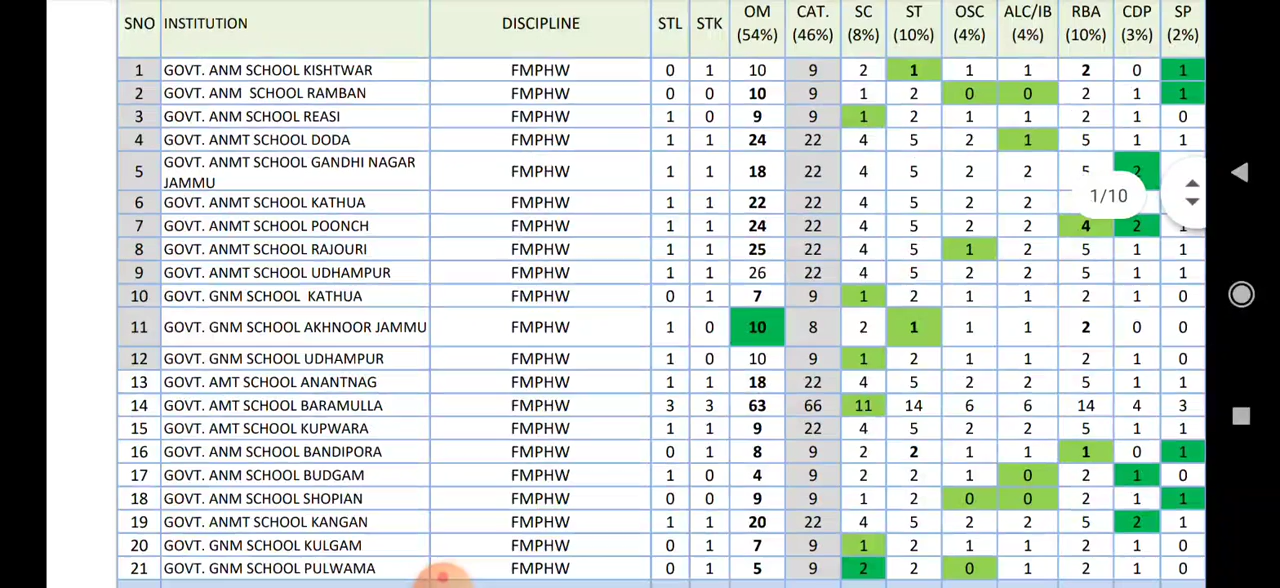 SNO INSTITUTION DISCIPLINE STL STK OM (54%) CAT. (46%) SC (8%) ST (10%) OSC (4%) ALC/IB (4%) RBA (10%) CDP (3%) SP (2%)
1 GOVT. ANM SCHOOL KISHTWAR FMPHW 0 1 10 9 2 1 1 1 2 0 1
2 GOVT. ANM SCHOOL RAMBAN FMPHW 0 0 10 9 1 2 0 0 2 1 1
3 GOVT. ANM SCHOOL REASI FMPHW 1 0 9 9 1 2 1 1 2 1 0
4 GOVT. ANMT SCHOOL DODA FMPHW 1 1 24 22 4 5 2 1 5 1 1
5 GOVT. ANMT SCHOOL GANDHI NAGAR JAMMU FMPHW 1 1 18 22 4 5 2 2 5 2
1/10
6 GOVT. ANMT SCHOOL KATHUA FMPHW 1 1 22 22 4 5 2 2
7 GOVT. ANMT SCHOOL POONCH FMPHW 1 1 24 22 4 5 2 2 4 2 1
8 GOVT. ANMT SCHOOL RAJOURI FMPHW 1 1 25 22 4 5 1 2 5 1 1
9 GOVT. ANMT SCHOOL UDHAMPUR FMPHW 1 1 26 22 4 5 2 2 5 1 1
10 GOVT. GNM SCHOOL KATHUA FMPHW 0 1 7 9 1 2 1 1 2 1 0
11 GOVT. GNM SCHOOL AKHNOOR JAMMU FMPHW 1 0 10 8 2 1 1 1 2 0 0
12 GOVT. GNM SCHOOL UDHAMPUR FMPHW 1 0 10 9 1 2 1 1 2 1 0
13 GOVT. AMT SCHOOL ANANTNAG FMPHW 1 1 18 22 4 5 2 2 5 1 1
14 GOVT. AMT SCHOOL BARAMULLA FMPHW 3 3 63 66 11 14 6 6 14 4 3
15 GOVT. AMT SCHOOL KUPWARA FMPHW 1 1 9 22 4 5 2 2 5 1 1
16 GOVT. ANM SCHOOL BANDIPORA FMPHW 0 1 8 9 2 2 1 1 1 0 1
17 GOVT. ANM SCHOOL BUDGAM FMPHW 1 0 4 9 2 2 1 0 2 1 0
18 GOVT. ANM SCHOOL SHOPIAN FMPHW 0 0 9 9 1 2 0 0 2 1 1
19 GOVT. ANMT SCHOOL KANGAN FMPHW 1 1 20 22 4 5 2 2 5 2 1
20 GOVT. GNM SCHOOL KULGAM FMPHW 0 1 7 9 1 2 1 1 2 1 0
21 GOVT. GNM SCHOOL PULWAMA FMPHW 0 1 5 9 2 2 0 1 2 1 0